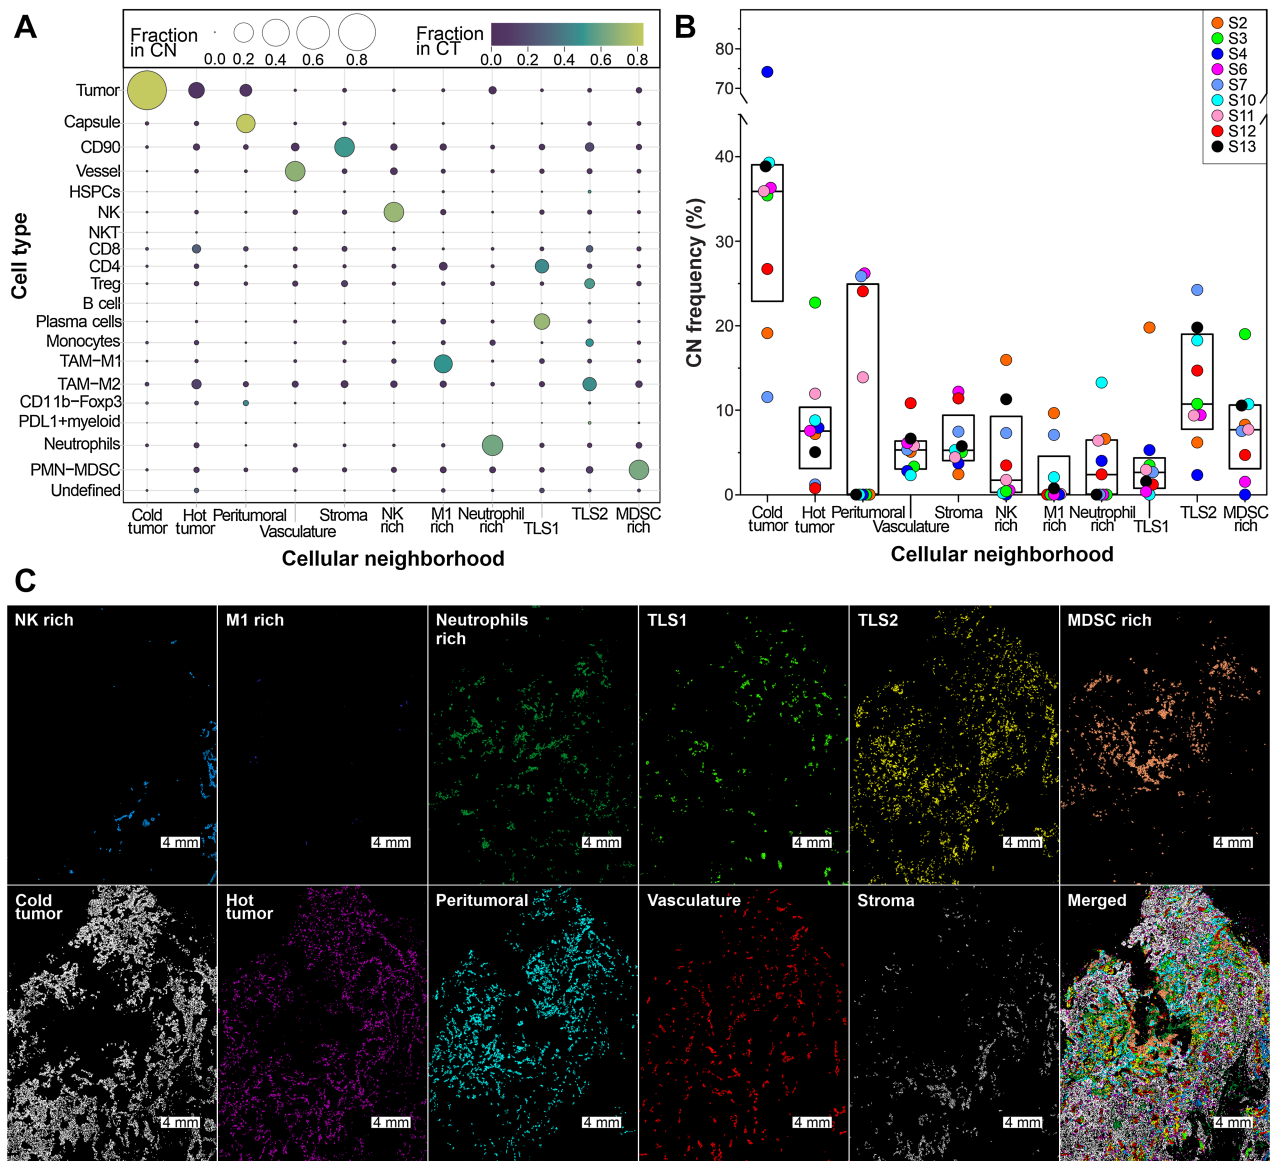 A
Fraction
in CN
0.0 0.2 0.4 0.6 0.8
Fraction
in CT
0.0 0.2 0.4 0.6 0.8
Cell type
Tumor
Capsule
CD90
Vessel
HSPCs
NK
NKT
CD8
CD4
Treg
B cell
Plasma cells
Monocytes
TAM−M1
TAM−M2
CD11b−Foxp3
PDL1+myeloid
Neutrophils
PMN−MDSC
Undefined
Cold
tumor
Hot
tumor
Peritumoral
Vasculature
Stroma
NK
rich
M1
rich
Neutrophil
rich
TLS1
TLS2
MDSC
rich
Cellular neighborhood
B
CN frequency (%)
80
70
40
30
20
10
0
S2
S3
S4
S6
S7
S10
S11
S12
S13
Cold
tumor
Hot
tumor
Peritumoral
Vasculature
Stroma
NK
rich
M1
rich
Neutrophil
rich
TLS1
TLS2
MDSC
rich
Cellular neighborhood
C
NK rich
4 mm
M1 rich
4 mm
Neutrophils
rich
4 mm
TLS1
4 mm
TLS2
4 mm
MDSC rich
4 mm
Cold
tumor
4 mm
Hot
tumor
4 mm
Peritumoral
4 mm
Vasculature
4 mm
Stroma
4 mm
Merged
4 mm